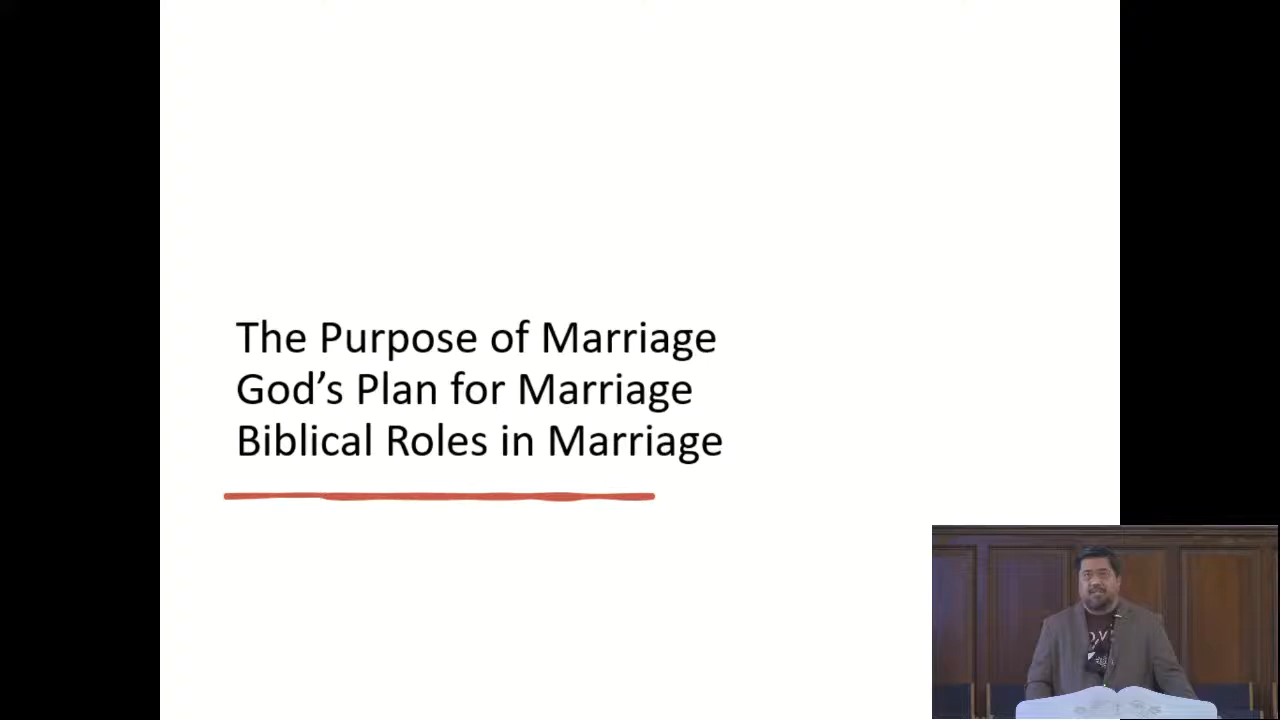 The Purpose of Marriage
God’s Plan for Marriage
Biblical Roles in Marriage